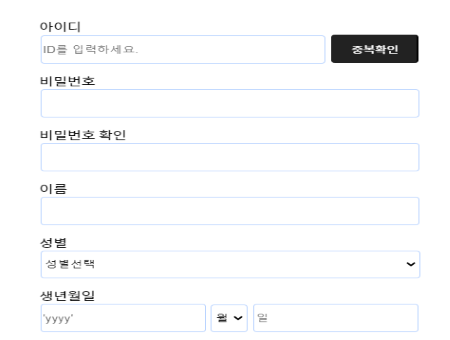 아이디
ID를 입력하세요.
중복확인
비밀번호
비밀번호 확인
이름
성별
성별선택
생년월일
'yyyy'
월
일